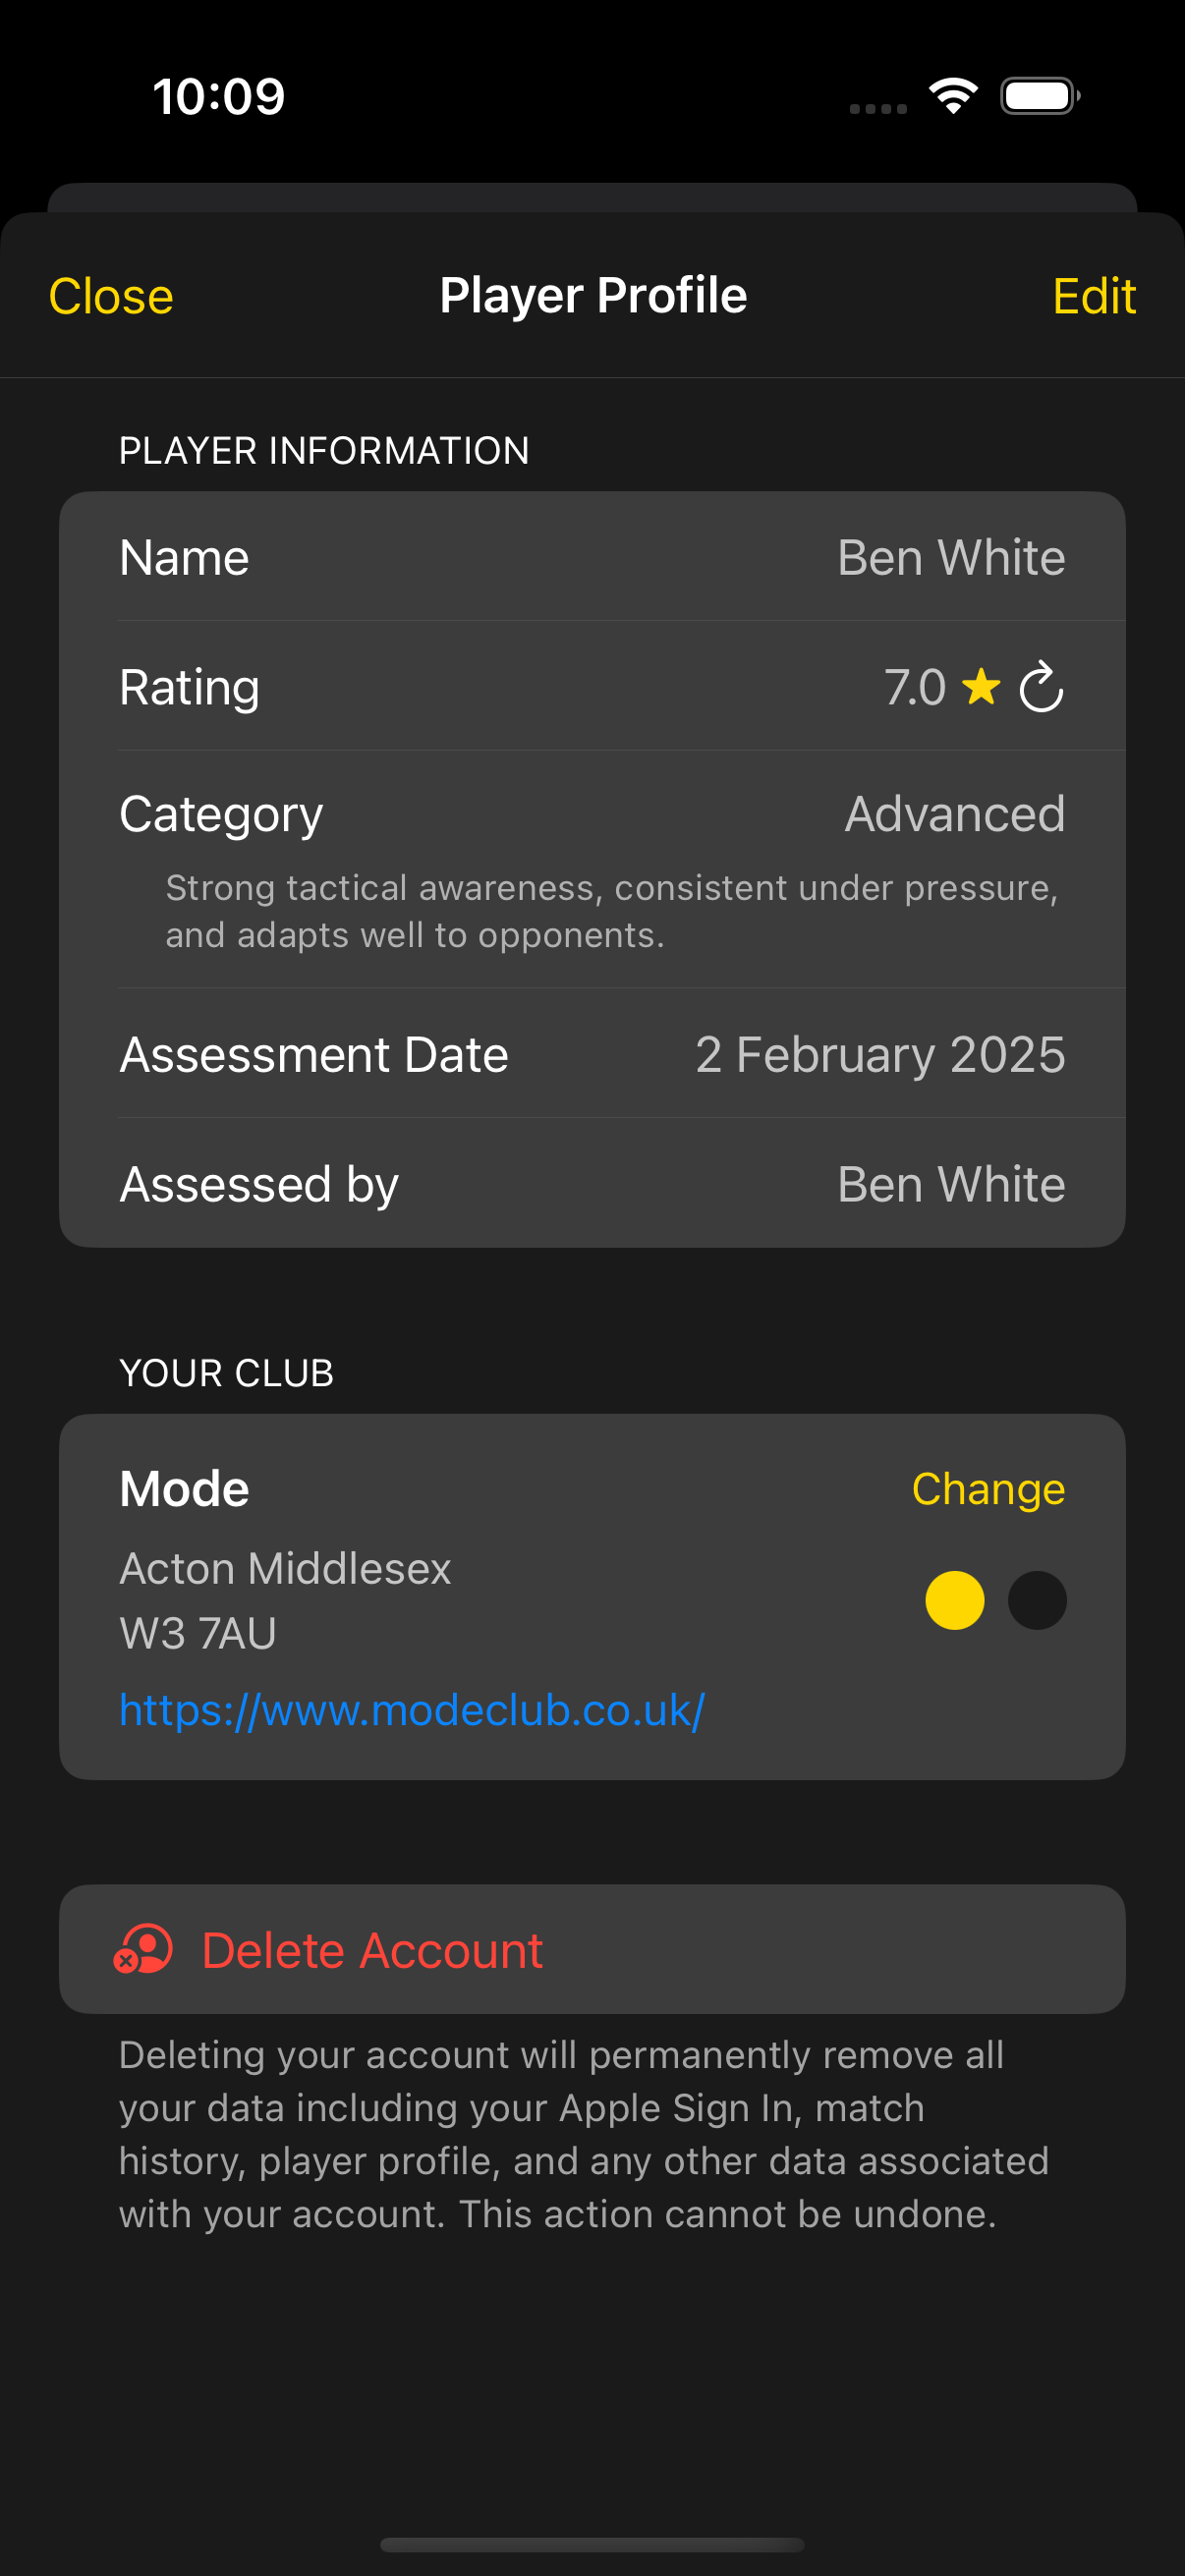 10:09
Close
Player Profile
Edit
PLAYER INFORMATION
Name
Ben White
Rating
7.0
Category
Advanced
Strong tactical awareness, consistent under pressure,
and adapts well to opponents.
Assessment Date
2 February 2025
Assessed by
Ben White
YOUR CLUB
Mode
Change
Acton Middlesex
W3 7AU
https://www.modeclub.co.uk/
Delete Account
Deleting your account will permanently remove all
your data including your Apple Sign In, match
history, player profile, and any other data associated
with your account. This action cannot be undone.